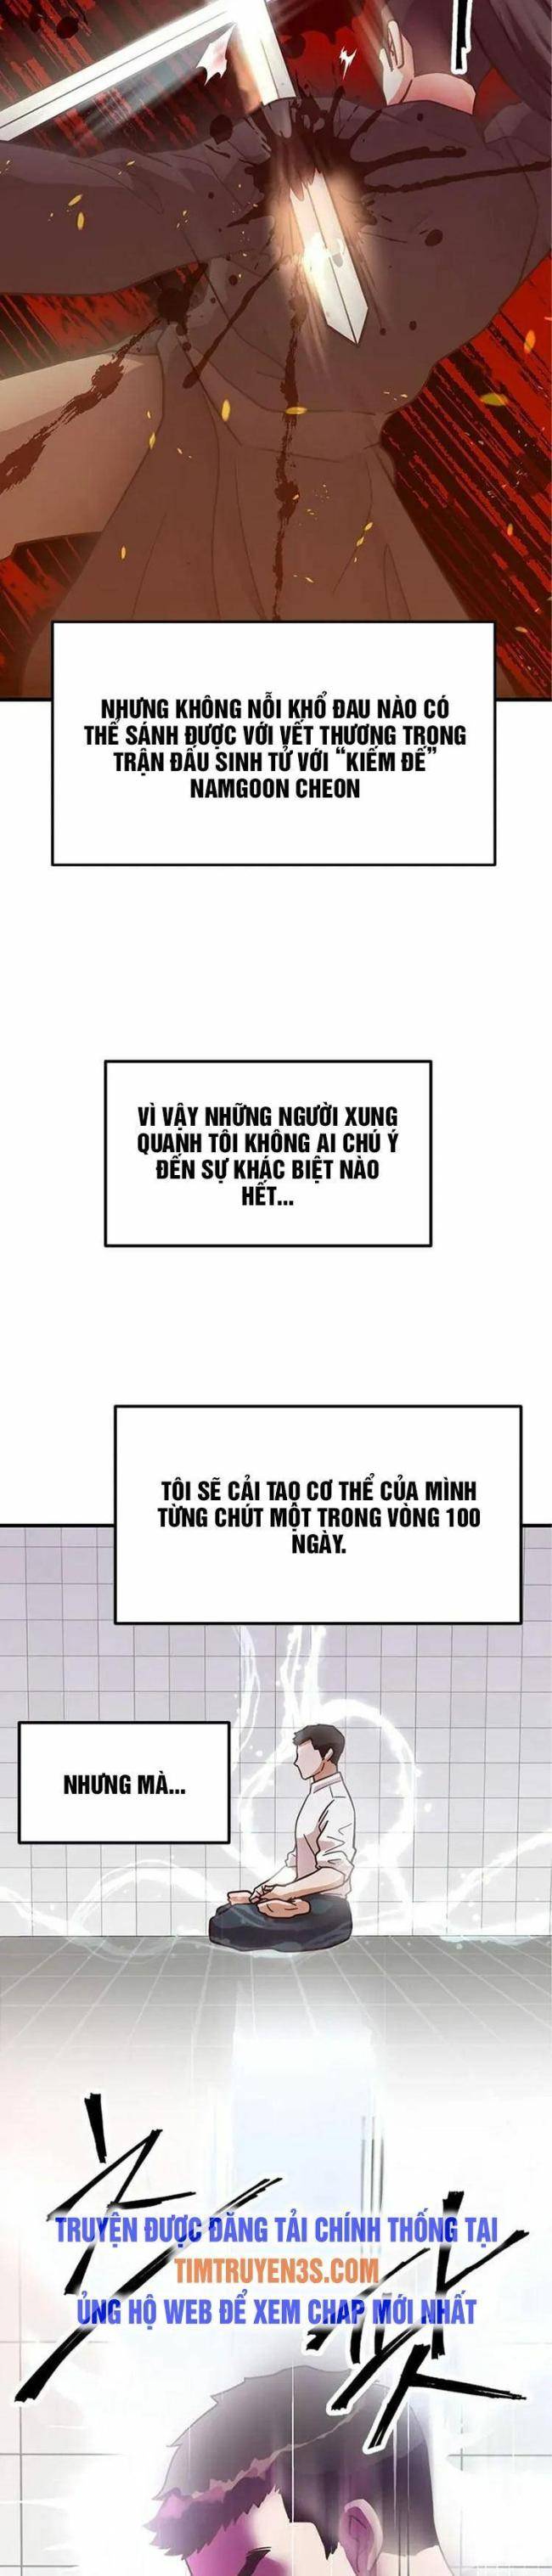 NHƯNG KHÔNG NỖI KHỔ ĐAU NÀO CÓ
THỂ SÁNH ĐƯỢC VỚI VẾT THƯƠNG TRONG
TRẬN ĐẤU SINH TỬ VỚI “KIẾM ĐẾ”
NAMGOON CHEON
VÌ VẬY NHỮNG NGƯỜI XUNG
QUANH TÔI KHÔNG AI CHÚ Ý
ĐẾN SỰ KHÁC BIỆT NÀO
HẾT...
TÔI SẼ CẢI TẠO CƠ THỂ CỦA MÌNH
TỪNG CHÚT MỘT TRONG VÒNG 100
NGÀY.
NHƯNG MÀ...
TRUYỆN ĐƯỢC ĐĂNG TẢI CHÍNH THỐNG TẠI
TIMTRUYEN3S.COM
ỦNG HỘ WEB ĐỂ XEM CHAP MỚI NHẤT